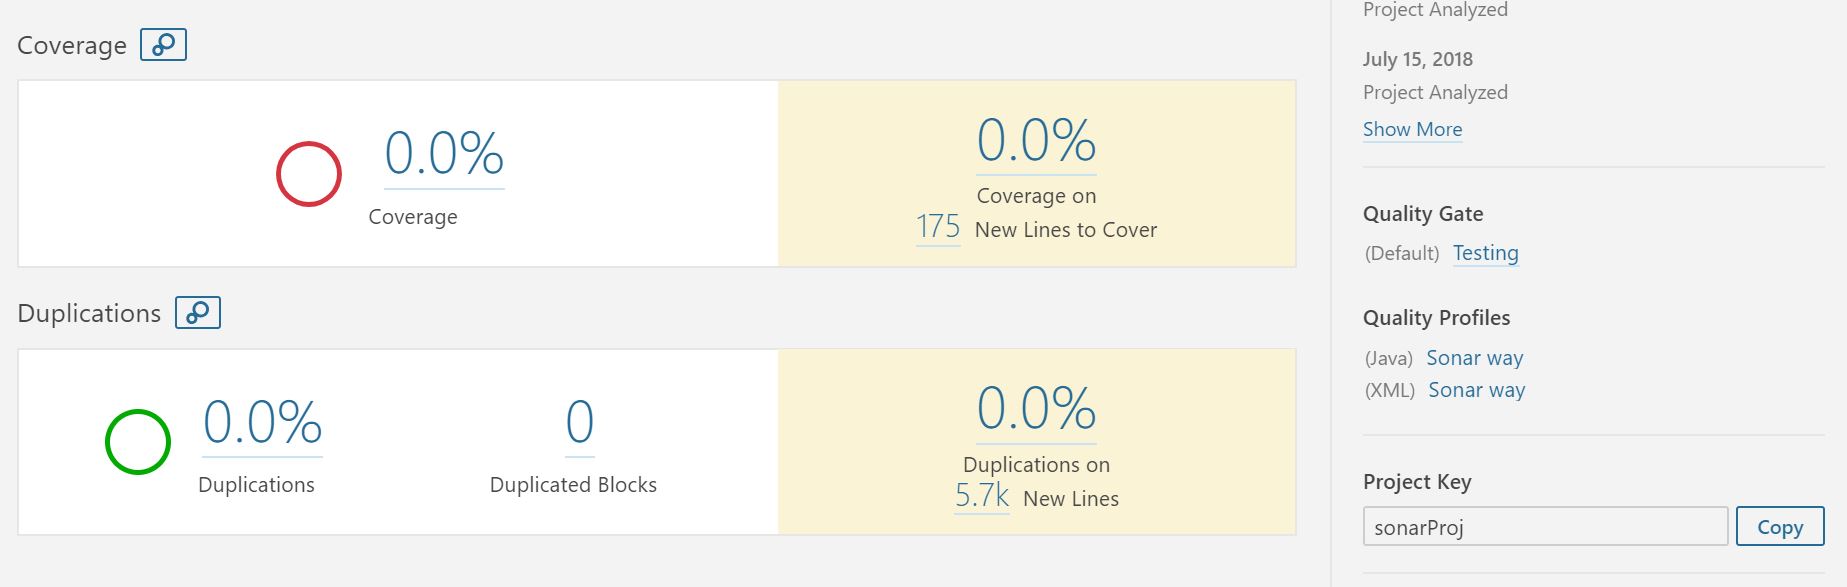 Coverage
0.0%
Coverage
0.0%
Coverage on
175 New Lines to Cover
Duplications
0.0%
Duplications
0
Duplicated Blocks
0.0%
Duplications on
5.7k New Lines
Project Analyzed
July 15, 2018
Project Analyzed
Show More
Quality Gate
(Default) Testing
Quality Profiles
(Java) Sonar way
(XML) Sonar way
Project Key
sonarProj Copy